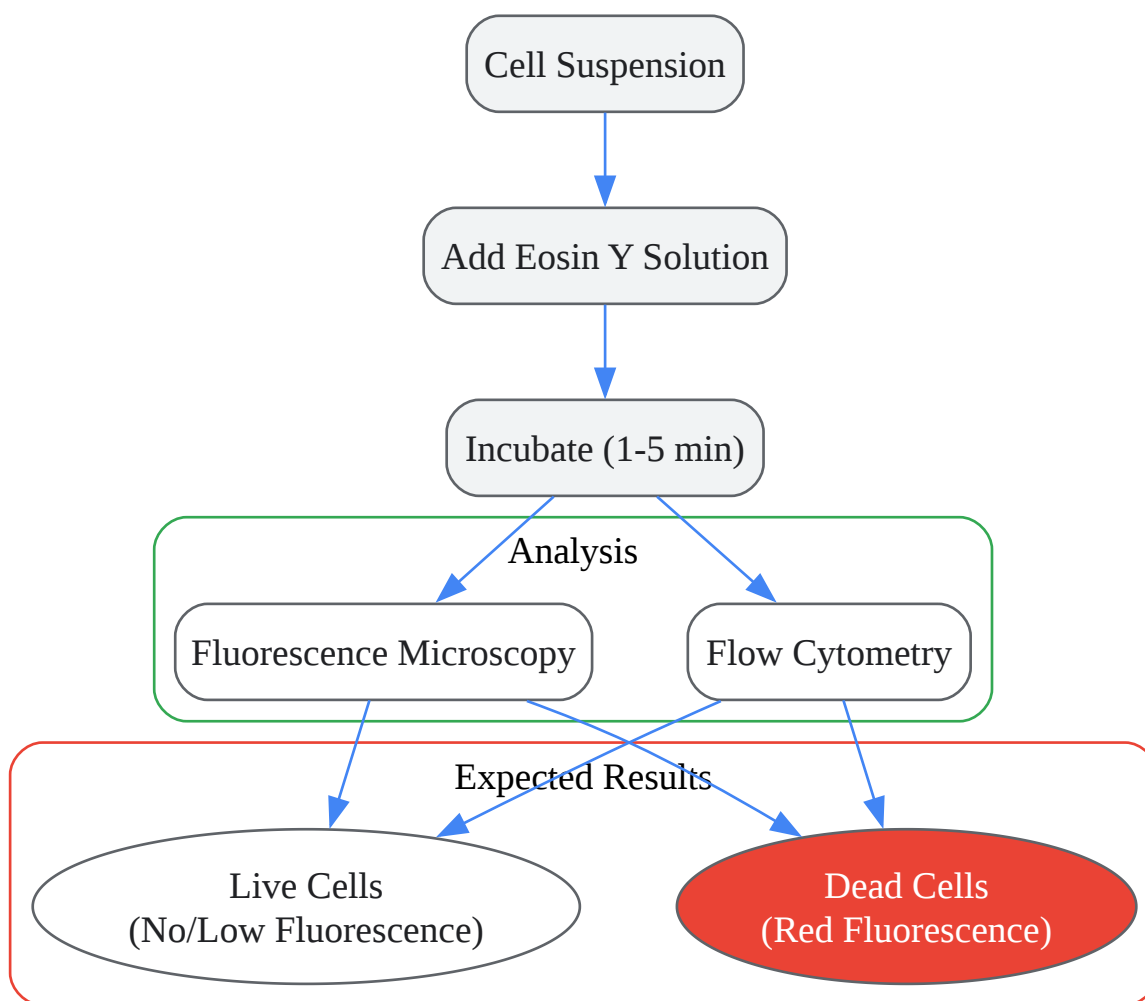 Cell Suspension
Add Eosin Y Solution
Incubate (1-5 min)
Analysis
Fluorescence Microscopy
Flow Cytometry
Expected Results
Live Cells
(No/Low Fluorescence)
Dead Cells
(Red Fluorescence)